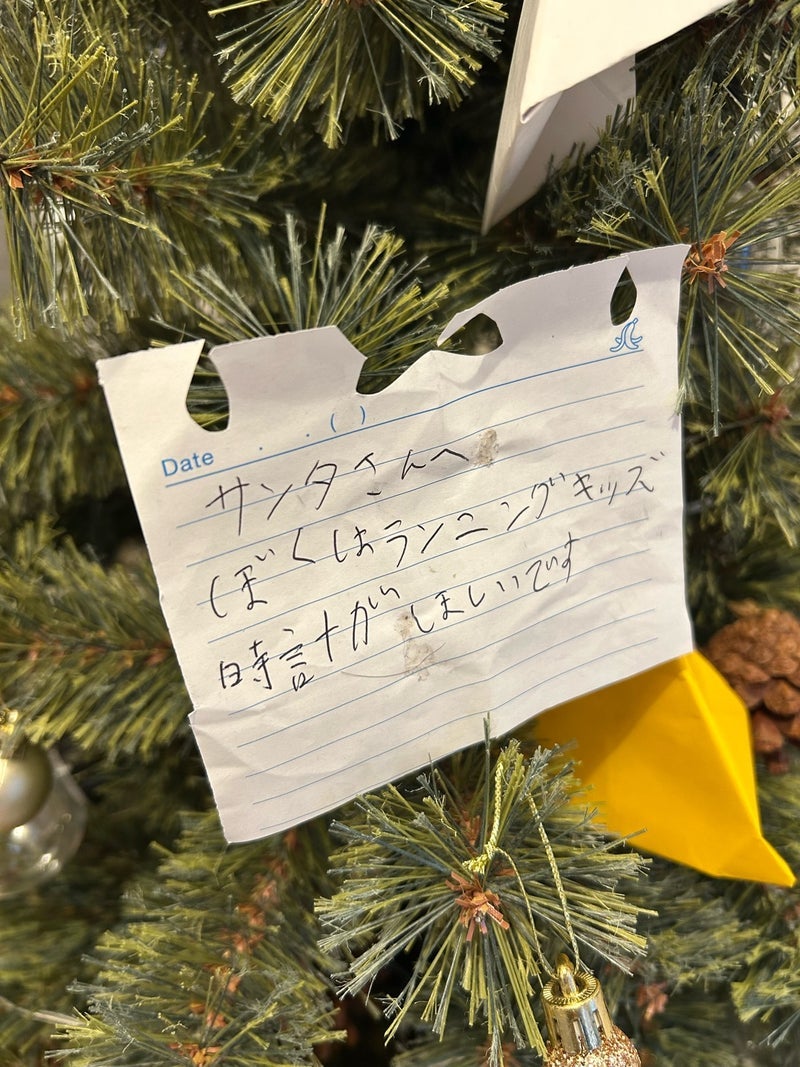 Date . . ( )
サンタさんへ
ぼくはランニングキッズ
時計がほしいです